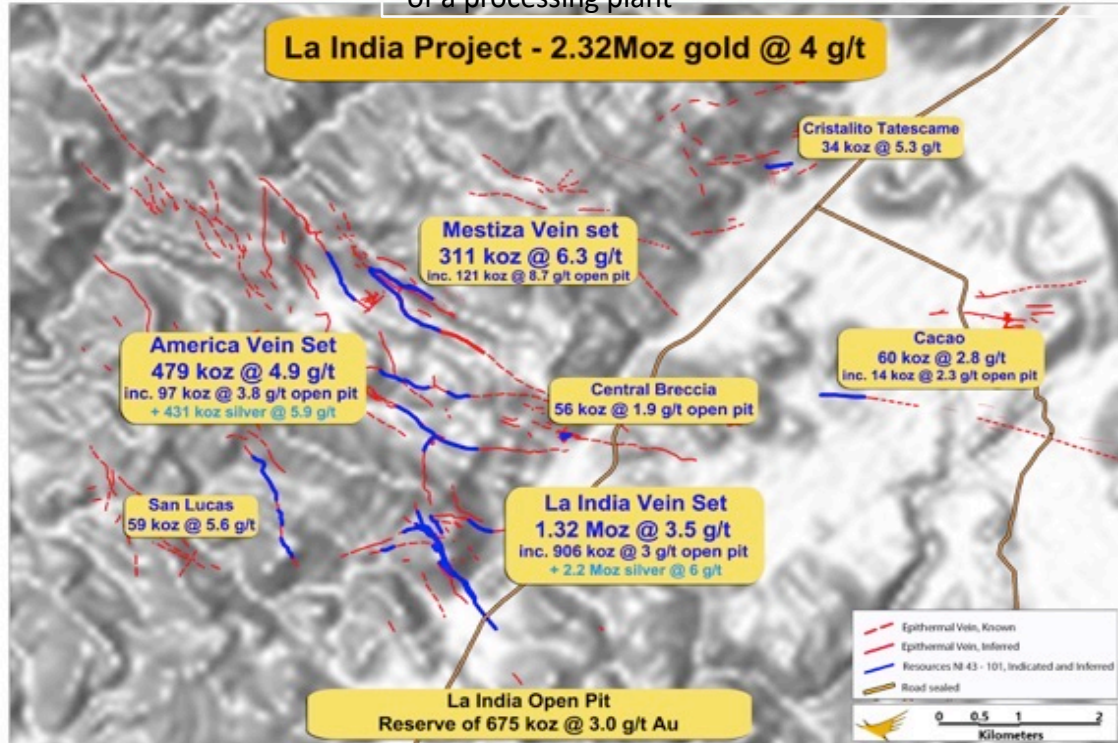 of a processing plant
La India Project - 2.32Moz gold @ 4 g/t
Cristalito Tatescame
34 koz @ 5.3 g/t
Mestiza Vein set
311 koz @ 6.3 g/t
inc. 121 koz @ 8.7 g/t open pit
America Vein Set
479 koz @ 4.9 g/t
inc. 97 koz @ 3.8 g/t open pit
+ 431 koz silver @ 5.9 g/t
Cacao
60 koz @ 2.8 g/t
inc. 14 koz @ 2.3 g/t open pit
Central Breccia
56 koz @ 1.9 g/t open pit
San Lucas
59 koz @ 5.6 g/t
La India Vein Set
1.32 Moz @ 3.5 g/t
inc. 906 koz @ 3 g/t open pit
+ 2.2 Moz silver @ 6 g/t
Epithermal Vein, Known
Epithermal Vein, Inferred
Resources NI 43 - 101, Indicated and Inferred
Road sealed
0 0.5 1 2
Kilometers
La India Open Pit
Reserve of 675 koz @ 3.0 g/t Au